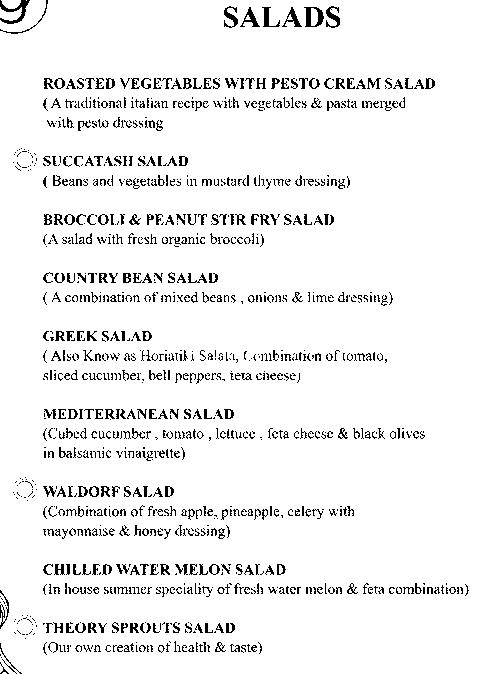 SALADS
ROASTED VEGETABLES WITH PESTO CREAM SALAD
( A traditional italian recipe with vegetables & pasta merged
with pesto dressing
SUCCATASH SALAD
( Beans and vegetables in mustard thyme dressing)
BROCCOLI & PEANUT STIR FRY SALAD
(A salad with fresh organic broccoli)
COUNTRY BEAN SALAD
( A combination of mixed beans , onions & lime dressing)
GREEK SALAD
( Also Know as Horiatiki Salata, Combination of tomato,
sliced cucumber, bell peppers, feta cheese)
MEDITERRANEAN SALAD
(Cubed cucumber , tomato , lettuce , feta cheese & black olives
in balsamic vinaigrette)
WALDORF SALAD
(Combination of fresh apple, pineapple, celery with
mayonnaise & honey dressing)
CHILLED WATER MELON SALAD
(In house summer speciality of fresh water melon & feta combination)
THEORY SPROUTS SALAD
(Our own creation of health & taste)